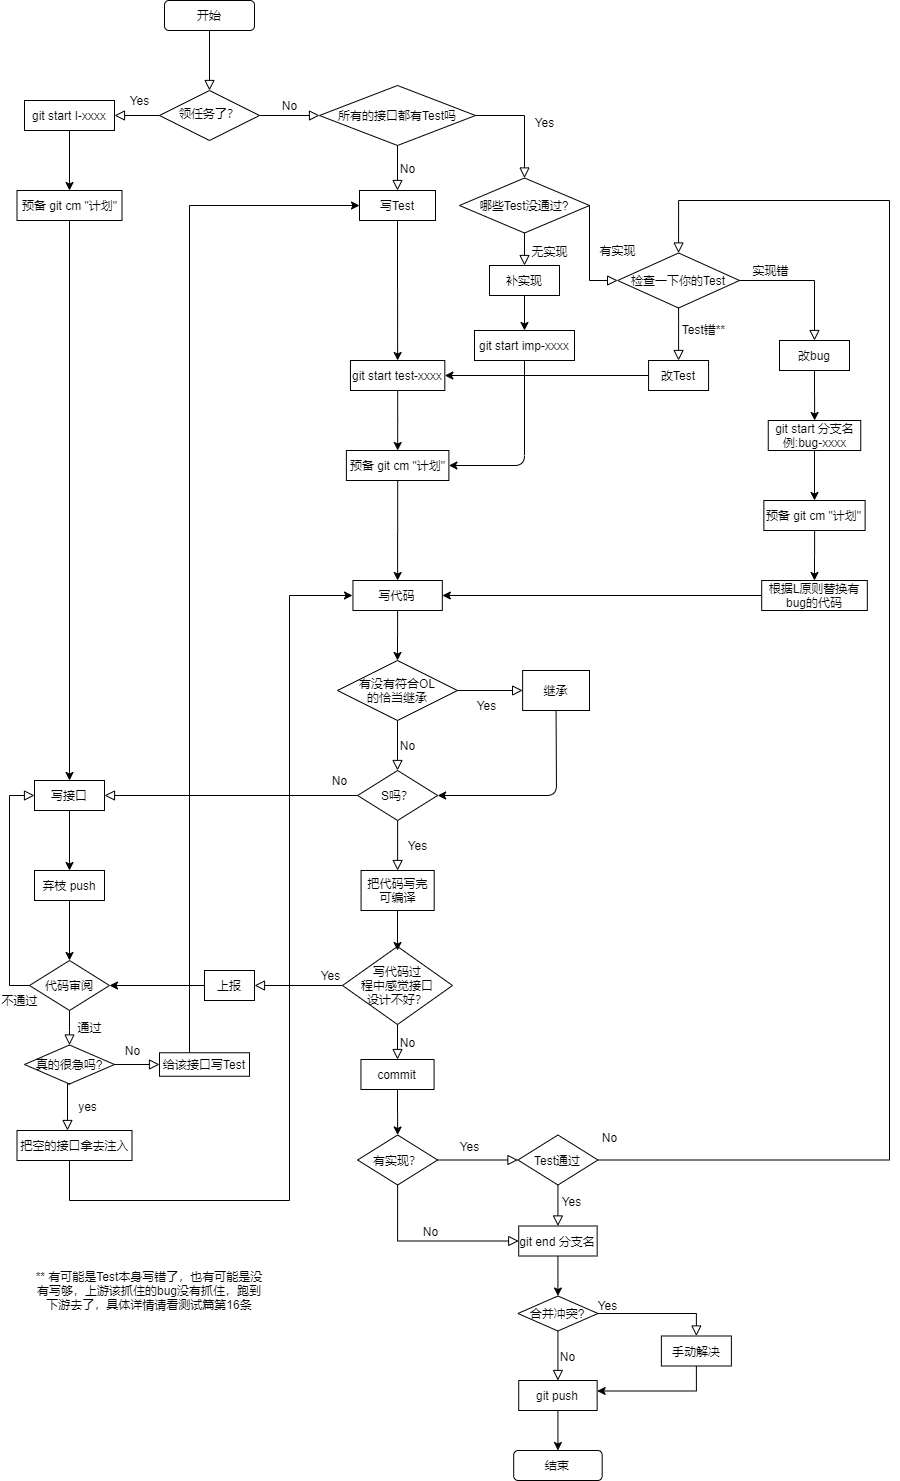 开始
领任务了?
Yes
No
git start I-xxxx
所有的接口都有Test吗
Yes
No
预备 git cm "计划"
写Test
哪些Test没通过?
无实现
有实现
补实现
检查一下你的Test
实现错
Test错**
git start imp-xxxx
改bug
git start test-xxxx
改Test
git start 分支名
例:bug-xxxx
预备 git cm "计划"
预备 git cm "计划"
写代码
根据L原则替换有
bug的代码
有没有符合OL
的恰当继承
Yes
继承
No
No
写接口
S吗?
Yes
弃枝 push
把代码写完
可编译
代码审阅
上报
Yes
写代码过
程中感觉接口
设计不好?
不通过
通过
No
真的很急吗?
No
给该接口写Test
commit
yes
把空的接口拿去注入
有实现?
Yes
Test通过
No
Yes
No
git end 分支名
** 有可能是Test本身写错了，也有可能是没
有写够，上游该抓住的bug没有抓住，跑到
下游去了，具体详情请看测试篇第16条
合并冲突?
Yes
手动解决
No
git push
结束